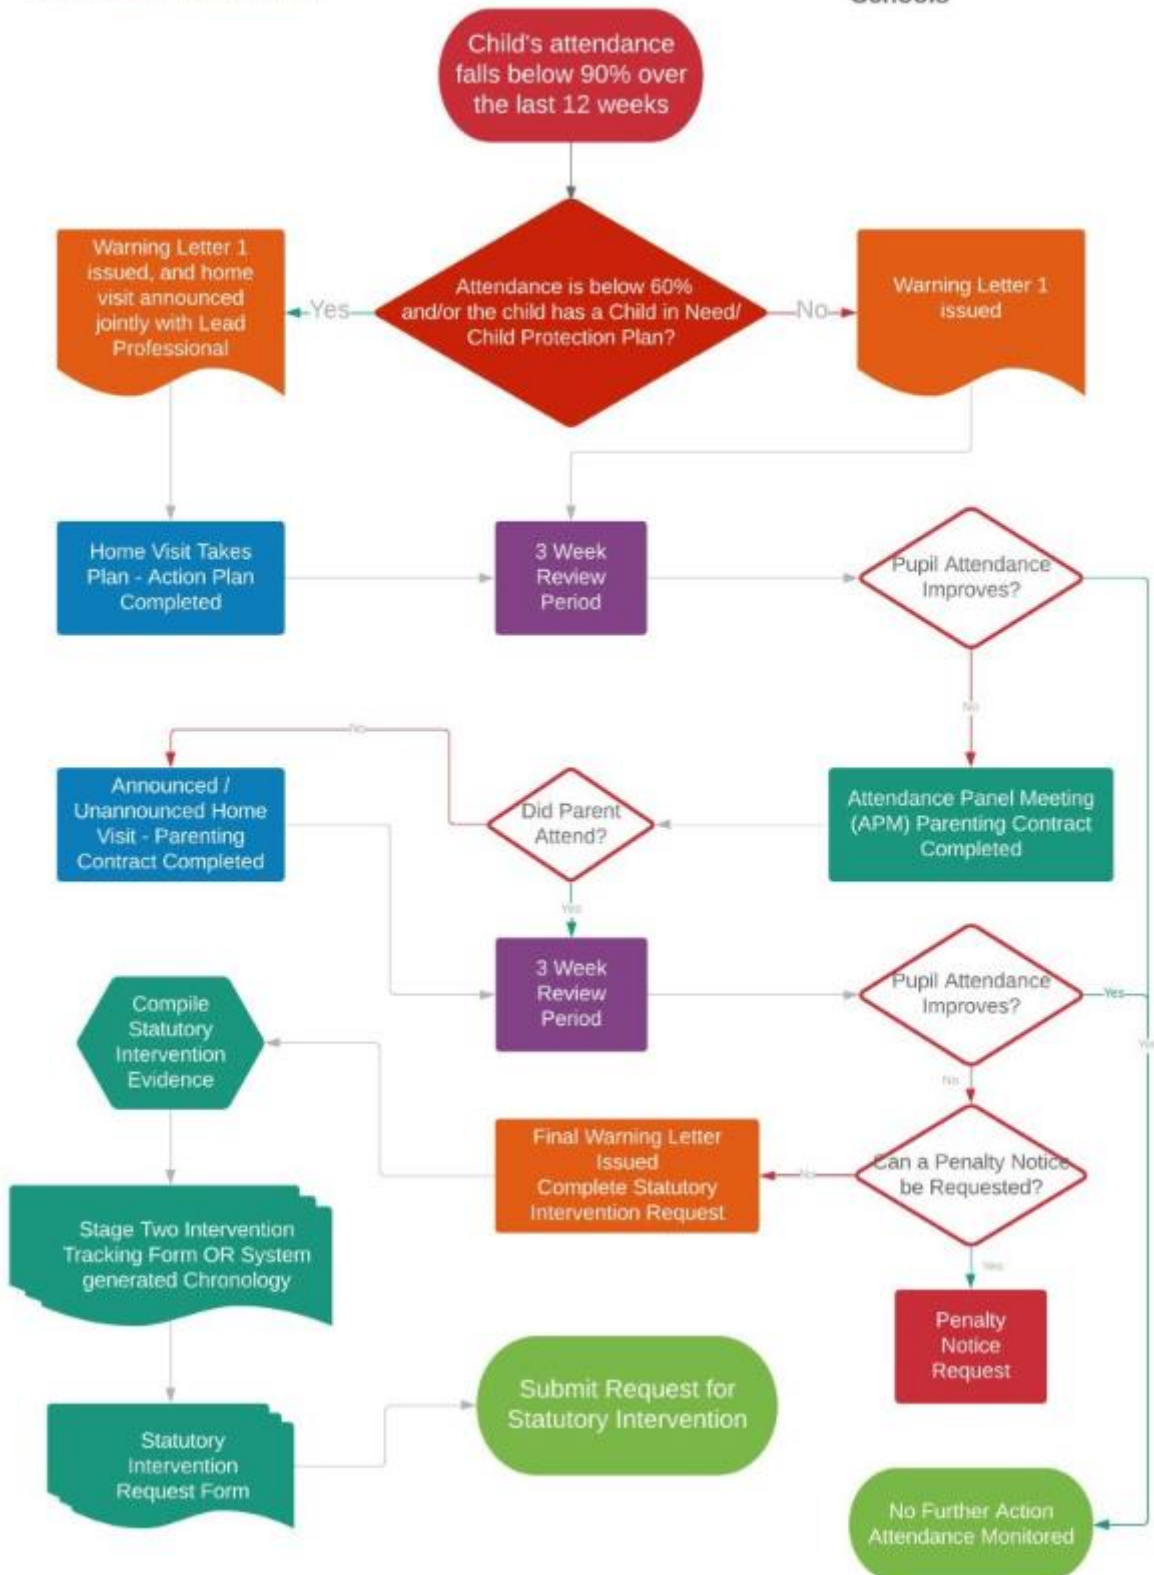 Schools
Child's attendance
falls below 90% over
the last 12 weeks
Warning Letter 1
issued, and home
visit announced
jointly with Lead
Professional
Yes
Attendance is below 60%
and/or the child has a Child in Need/
Child Protection Plan?
No
Warning Letter 1
issued
Home Visit Takes
Plan - Action Plan
Completed
3 Week
Review
Period
Pupil Attendance
Improves?
No
No
Announced /
Unannounced Home
Visit - Parenting
Contract Completed
Did Parent
Attend?
Attendance Panel Meeting
(APM) Parenting Contract
Completed
Yes
3 Week
Review
Period
Pupil Attendance
Improves?
Yes
Yes
Compile
Statutory
Intervention
Evidence
No
Final Warning Letter
Issued
Complete Statutory
Intervention Request
No
Can a Penalty Notice
be Requested?
Yes
Stage Two Intervention
Tracking Form OR System
generated Chronology
Penalty
Notice
Request
Submit Request for
Statutory Intervention
Statutory
Intervention
Request Form
No Further Action
Attendance Monitored